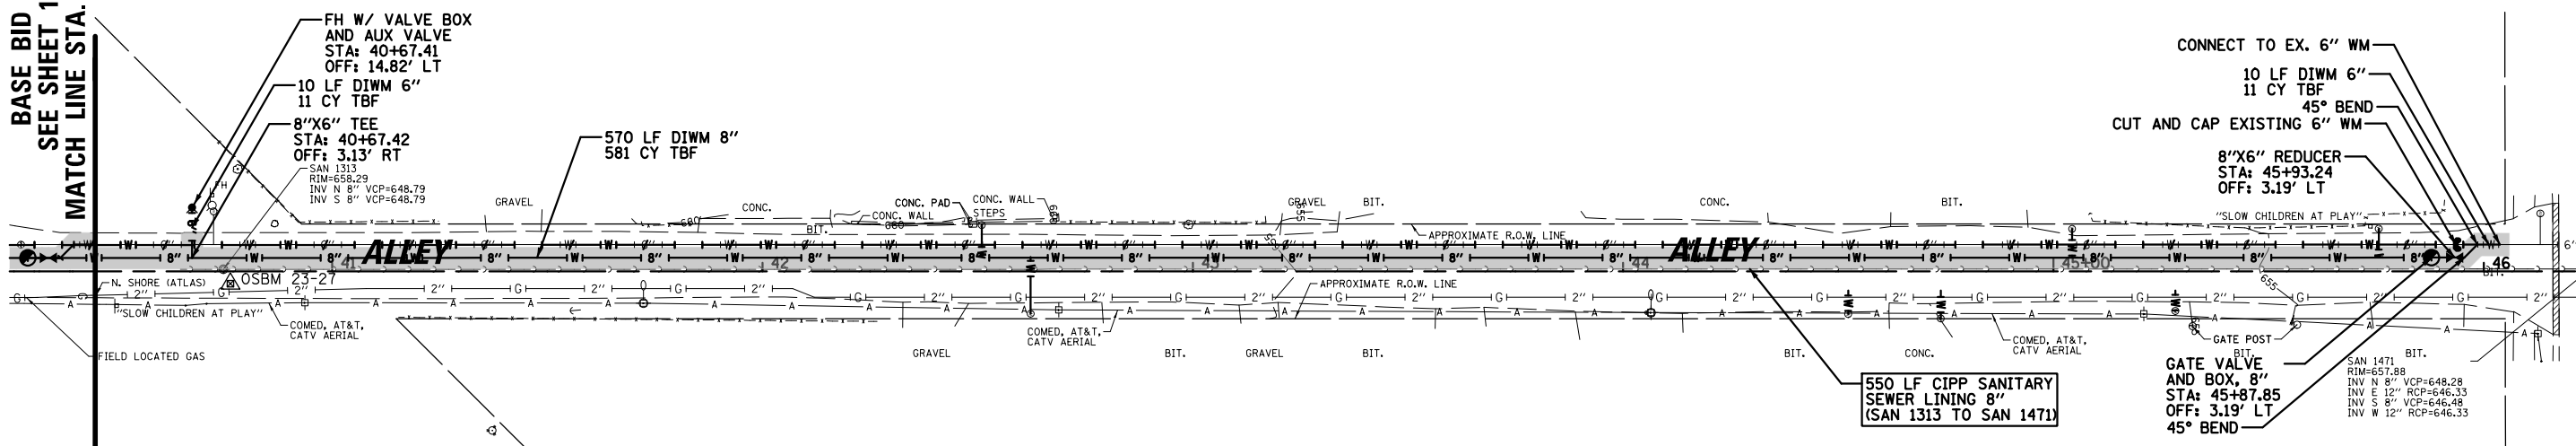 BASE BID
SEE SHEET 1
MATCH LINE STA.
FH W/ VALVE BOX
AND AUX VALVE
STA: 40+67.41
OFF: 14.82' LT
10 LF DIWM 6"
11 CY TBF
8"X6" TEE
STA: 40+67.42
OFF: 3.13' RT
SAN 1313
RIM=658.29
INV N 8" VCP=648.79
INV S 8" VCP=648.79
FH
570 LF DIWM 8"
581 CY TBF
GRAVEL
CONC.
BIT.
CONC. PAD
CONC. WALL
CONC. WALL
STEPS
GRAVEL
BIT.
APPROXIMATE R.O.W. LINE
CONC.
BIT.
"SLOW CHILDREN AT PLAY"
CONNECT TO EX. 6" WM
10 LF DIWM 6"
11 CY TBF
45° BEND
CUT AND CAP EXISTING 6" WM
8"X6" REDUCER
STA: 45+93.24
OFF: 3.19' LT
ALLEY
ALLEY
41
42
43
44
45+00
46
BIT.
OSBM 23-27
N. SHORE (ATLAS)
"SLOW CHILDREN AT PLAY"
COMED, AT&T,
CATV AERIAL
FIELD LOCATED GAS
APPROXIMATE R.O.W. LINE
COMED, AT&T,
CATV AERIAL
GRAVEL
BIT.
GRAVEL
BIT.
BIT.
CONC.
COMED, AT&T,
CATV AERIAL
655
GATE POST
BIT.
BIT.
550 LF CIPP SANITARY
SEWER LINING 8"
(SAN 1313 TO SAN 1471)
GATE VALVE
AND BOX, 8"
STA: 45+87.85
OFF: 3.19' LT
45° BEND
SAN 1471
RIM=657.88
INV N 8" VCP=648.28
INV E 12" RCP=646.33
INV S 8" VCP=646.48
INV W 12" RCP=646.33